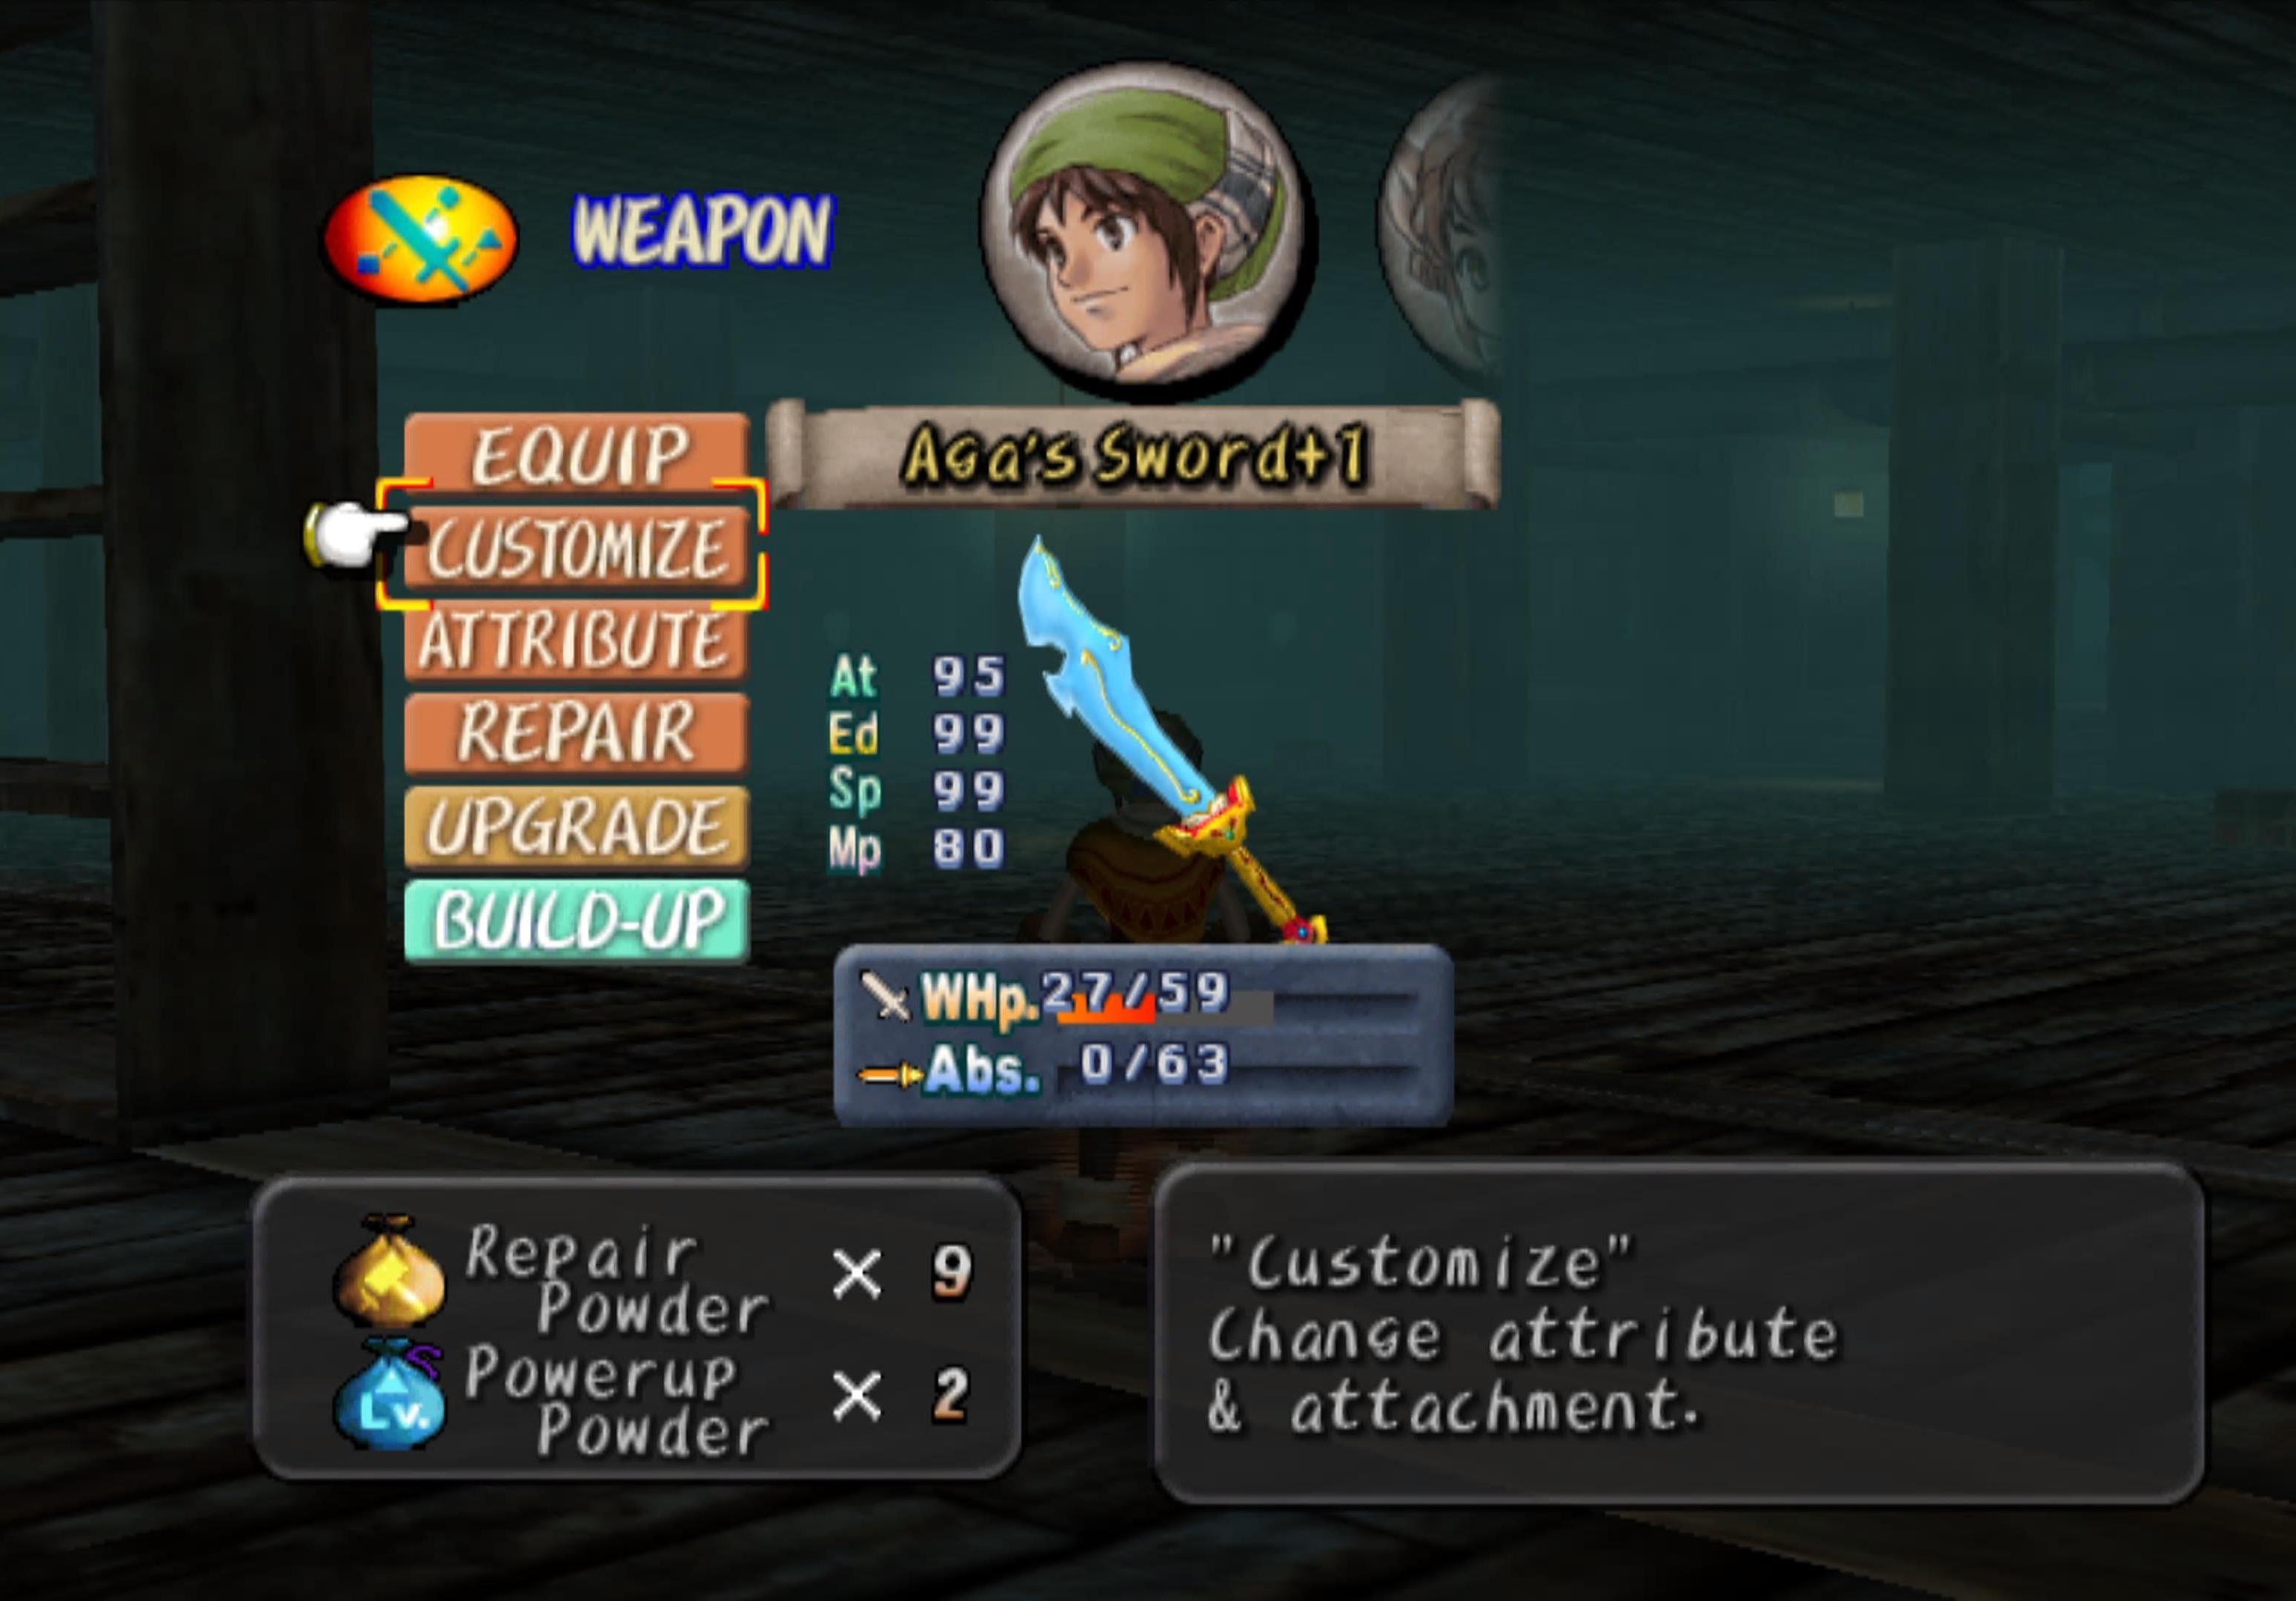 WEAPON
Aga's Sword+1
EQUIP
CUSTOMIZE
ATTRIBUTE
REPAIR
UPGRADE
BUILD-UP
At 95
Ed 99
Sp 99
Mp 80
WHp. 27/59
Abs. 0/63
Repair
Powder × 9
Powerup
Powder × 2
Lv.
"Customize"
Change attribute
& attachment.